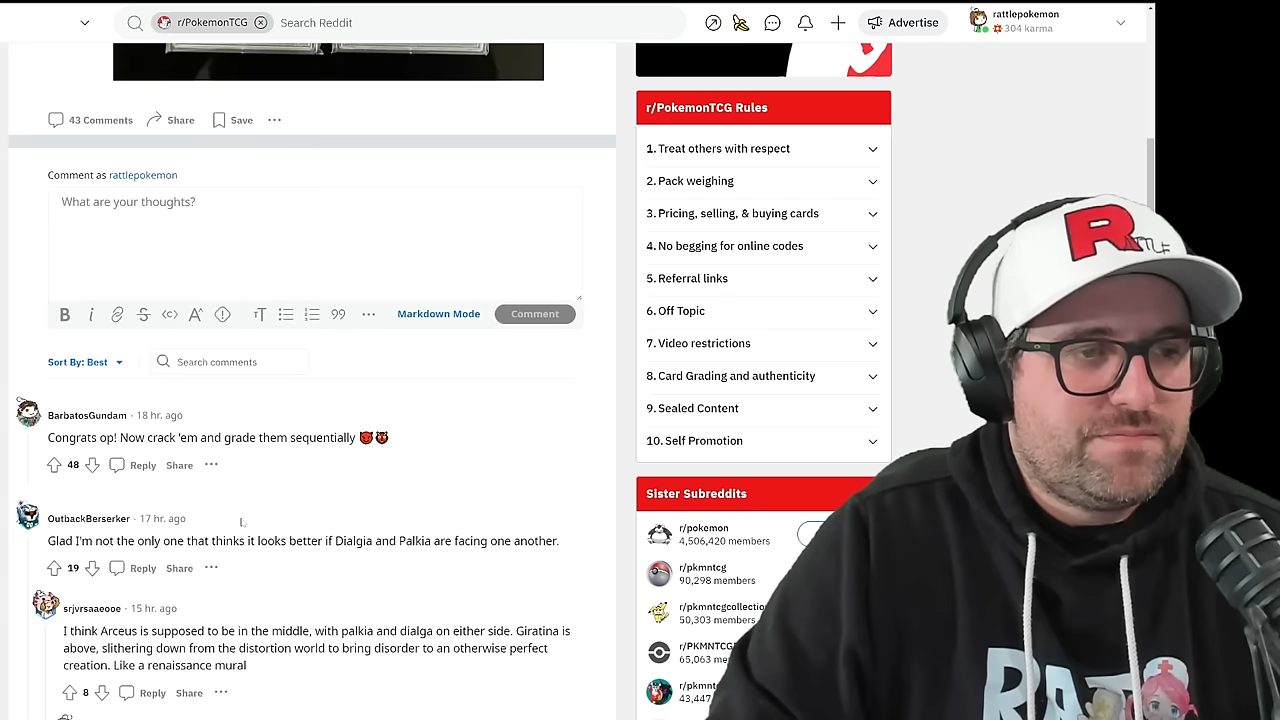 r/PokemonTCG
Search Reddit
Advertise
rattlepokemon
304 karma
43 Comments
Share
Save
r/PokemonTCG Rules
1. Treat others with respect
2. Pack weighing
3. Pricing, selling, & buying cards
4. No begging for online codes
5. Referral links
6. Off Topic
7. Video restrictions
8. Card Grading and authenticity
9. Sealed Content
10. Self Promotion
Comment as rattlepokemon
What are your thoughts?
Markdown Mode
Comment
Sort By: Best
Search comments
BarbatosGundam · 18 hr. ago
Congrats op! Now crack 'em and grade them sequentially
48 Reply Share
OutbackBerserker · 17 hr. ago
Glad I'm not the only one that thinks it looks better if Dialgia and Palkia are facing one another.
19 Reply Share
srjvrsaaeooe · 15 hr. ago
I think Arceus is supposed to be in the middle, with palkia and dialga on either side. Giratina is
above, slithering down from the distortion world to bring disorder to an otherwise perfect
creation. Like a renaissance mural
8 Reply Share
Sister Subreddits
r/pokemon
4,506,420 members
r/pkmntcg
90,298 members
r/pkmntcgcollectio
50,303 members
r/PKMNTCG
65,063 me
r/pkmnt
43,447
RATTLE
RAT